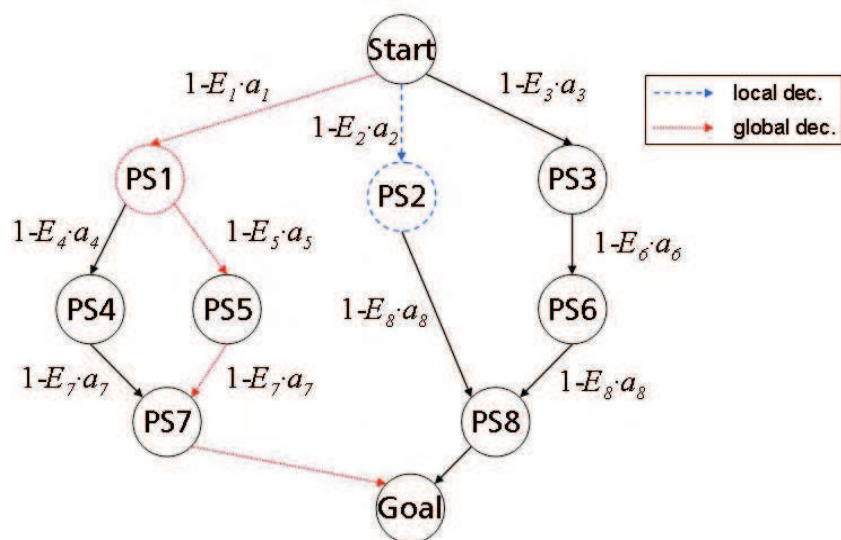 Start
1-E₁·a₁
1-E₃·a₃
local dec.
global dec.
1-E₂·a₂
PS1
PS2
PS3
1-E₄·a₄
1-E₅·a₅
1-E₆·a₆
PS4
PS5
1-E₈·a₈
PS6
1-E₇·a₇
1-E₇·a₇
1-E₈·a₈
PS7
PS8
Goal